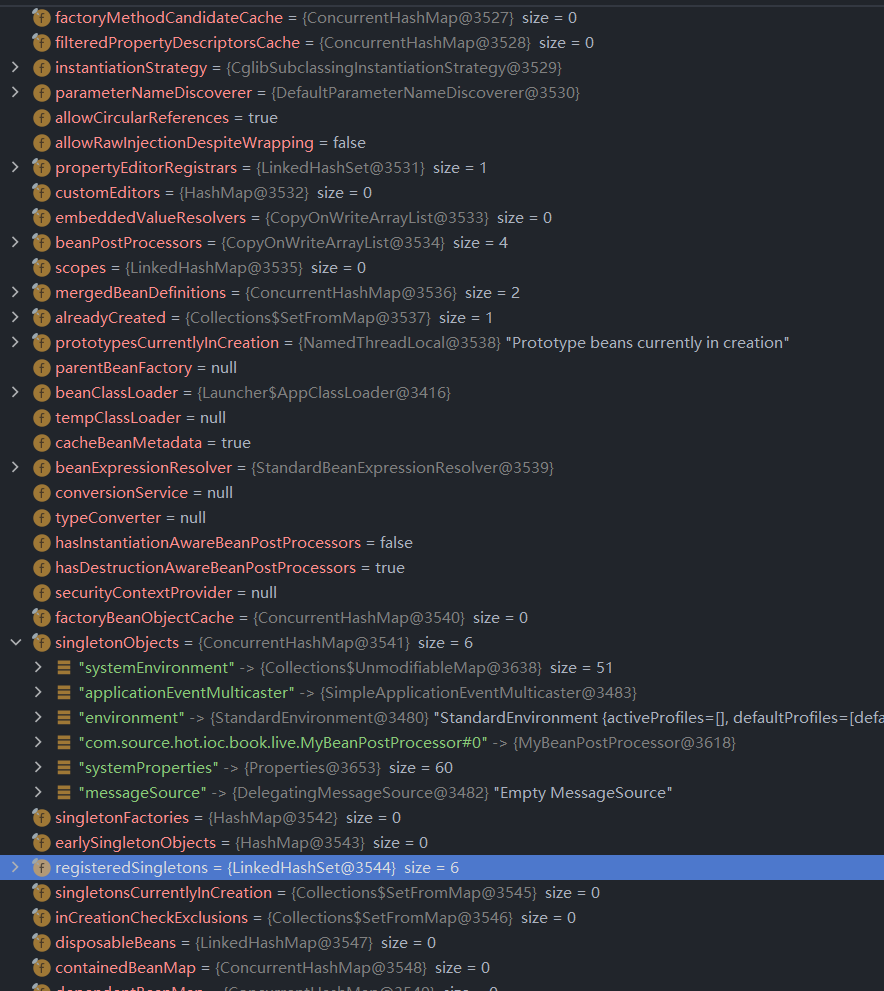 factoryMethodCandidateCache = {ConcurrentHashMap@3527} size = 0
filteredPropertyDescriptorsCache = {ConcurrentHashMap@3528} size = 0
instantiationStrategy = {CglibSubclassingInstantiationStrategy@3529}
parameterNameDiscoverer = {DefaultParameterNameDiscoverer@3530}
allowCircularReferences = true
allowRawInjectionDespiteWrapping = false
propertyEditorRegistrars = {LinkedHashSet@3531} size = 1
customEditors = {HashMap@3532} size = 0
embeddedValueResolvers = {CopyOnWriteArrayList@3533} size = 0
beanPostProcessors = {CopyOnWriteArrayList@3534} size = 4
scopes = {LinkedHashMap@3535} size = 0
mergedBeanDefinitions = {ConcurrentHashMap@3536} size = 2
alreadyCreated = {Collections$SetFromMap@3537} size = 1
prototypesCurrentlyInCreation = {NamedThreadLocal@3538} "Prototype beans currently in creation"
parentBeanFactory = null
beanClassLoader = {Launcher$AppClassLoader@3416}
tempClassLoader = null
cacheBeanMetadata = true
beanExpressionResolver = {StandardBeanExpressionResolver@3539}
conversionService = null
typeConverter = null
hasInstantiationAwareBeanPostProcessors = false
hasDestructionAwareBeanPostProcessors = true
securityContextProvider = null
factoryBeanObjectCache = {ConcurrentHashMap@3540} size = 0
singletonObjects = {ConcurrentHashMap@3541} size = 6
"systemEnvironment" -> {Collections$UnmodifiableMap@3638} size = 51
"applicationEventMulticaster" -> {SimpleApplicationEventMulticaster@3483}
"environment" -> {StandardEnvironment@3480} "StandardEnvironment {activeProfiles=[], defaultProfiles=[defa
"com.source.hot.ioc.book.live.MyBeanPostProcessor#0" -> {MyBeanPostProcessor@3618}
"systemProperties" -> {Properties@3653} size = 60
"messageSource" -> {DelegatingMessageSource@3482} "Empty MessageSource"
singletonFactories = {HashMap@3542} size = 0
earlySingletonObjects = {HashMap@3543} size = 0
registeredSingletons = {LinkedHashSet@3544} size = 6
singletonsCurrentlyInCreation = {Collections$SetFromMap@3545} size = 0
inCreationCheckExclusions = {Collections$SetFromMap@3546} size = 0
disposableBeans = {LinkedHashMap@3547} size = 0
containedBeanMap = {ConcurrentHashMap@3548} size = 0